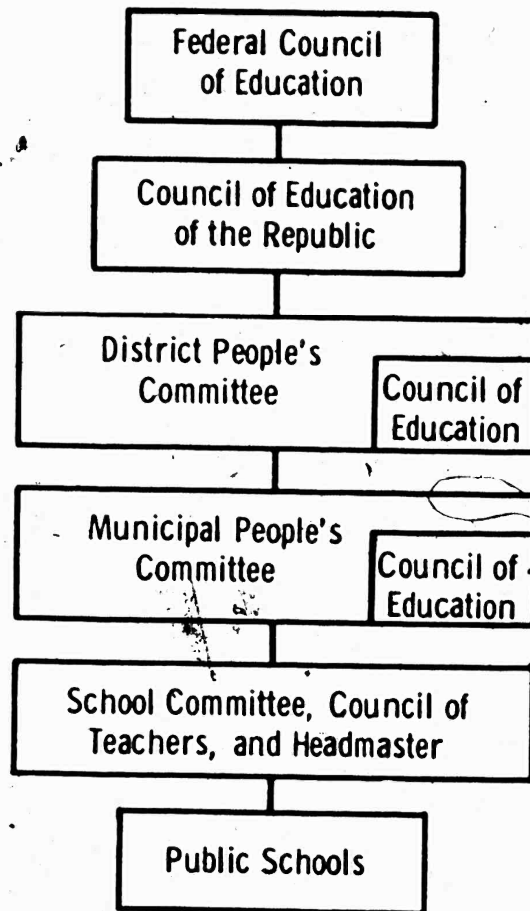 Federal Council
of Education
Council of Education
of the Republic
District People's
Committee
Council of
Education
Municipal People's
Committee
Council of
Education
School Committee, Council of
Teachers, and Headmaster
Public Schools